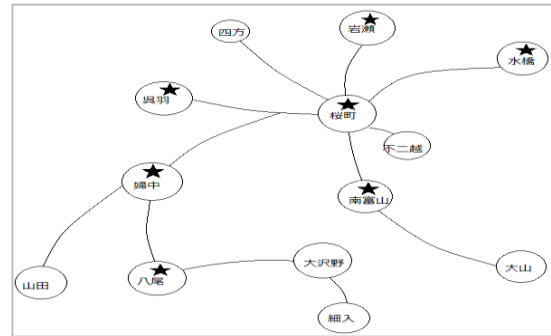 四方
★
岩瀬
★
水橋
★
呉羽
★
桜町
不二越
★
婦中
★
南富山
大沢野
大山
山田
★
八尾
細入